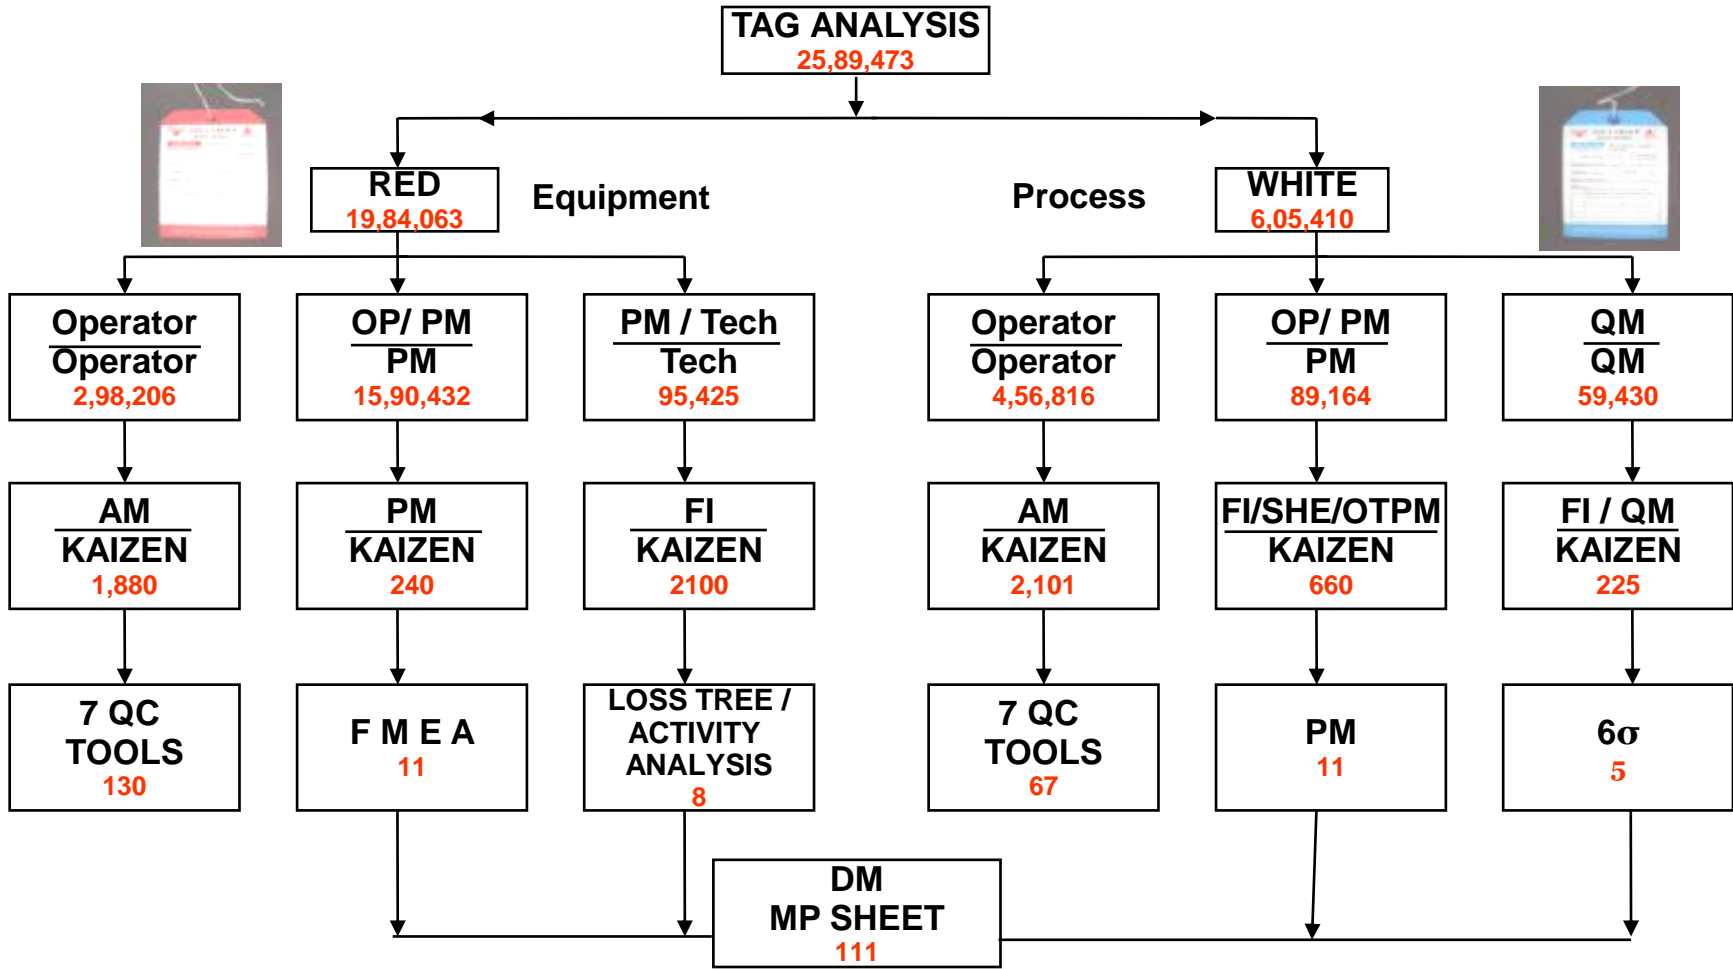 TAG ANALYSIS
25,89,473
RED
19,84,063
Equipment
Process
WHITE
6,05,410
Operator
Operator
2,98,206
OP/ PM
PM
15,90,432
PM / Tech
Tech
95,425
Operator
Operator
4,56,816
OP/ PM
PM
89,164
QM
QM
59,430
AM
KAIZEN
1,880
PM
KAIZEN
240
FI
KAIZEN
2100
AM
KAIZEN
2,101
FI/SHE/OTPM
KAIZEN
660
FI / QM
KAIZEN
225
7 QC
TOOLS
130
F M E A
11
LOSS TREE /
ACTIVITY
ANALYSIS
8
7 QC
TOOLS
67
PM
11
6σ
5
DM
MP SHEET
111